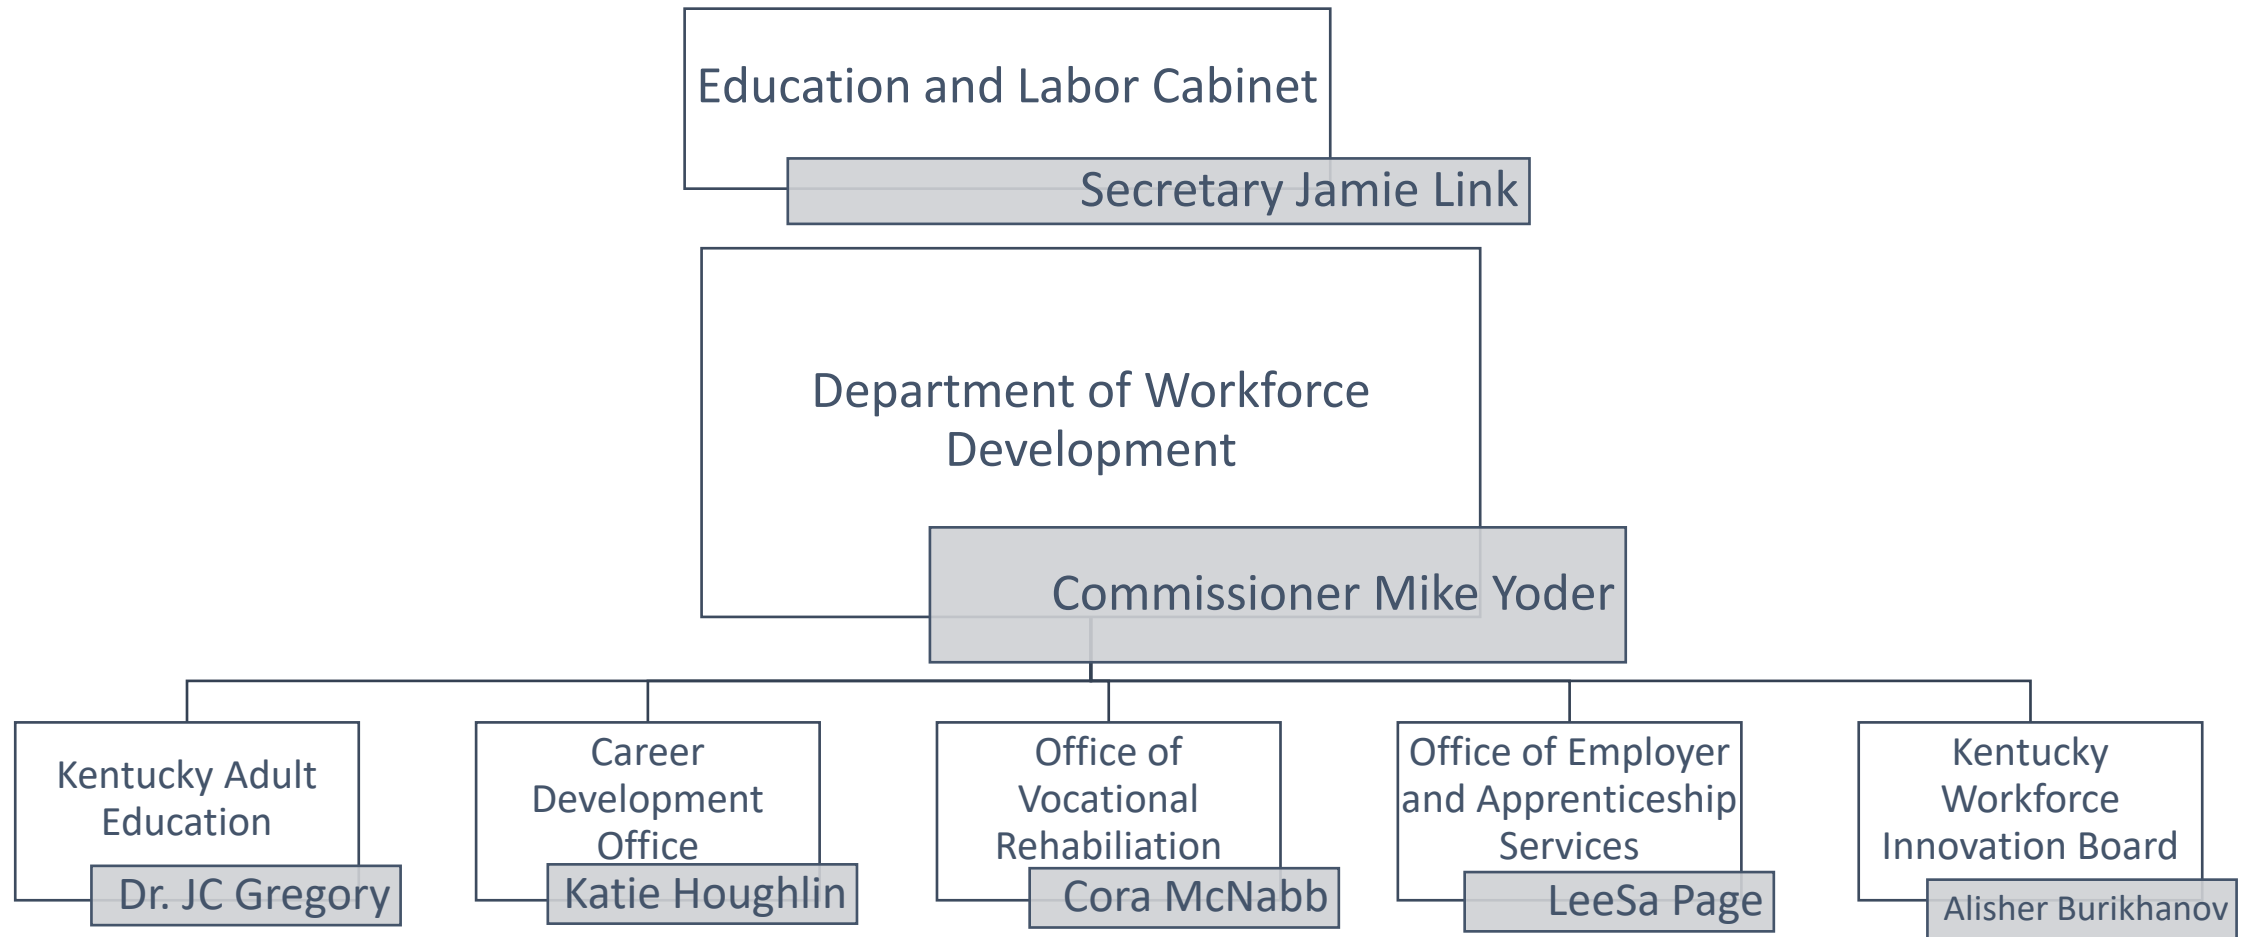 Education and Labor Cabinet
Secretary Jamie Link
Department of Workforce
Development
Commissioner Mike Yoder
Kentucky Adult
Education
Dr. JC Gregory
Career
Development
Office
Katie Houghlin
Office of
Vocational
Rehabiliation
Cora McNabb
Office of Employer
and Apprenticeship
Services
LeeSa Page
Kentucky
Workforce
Innovation Board
Alisher Burikhanov